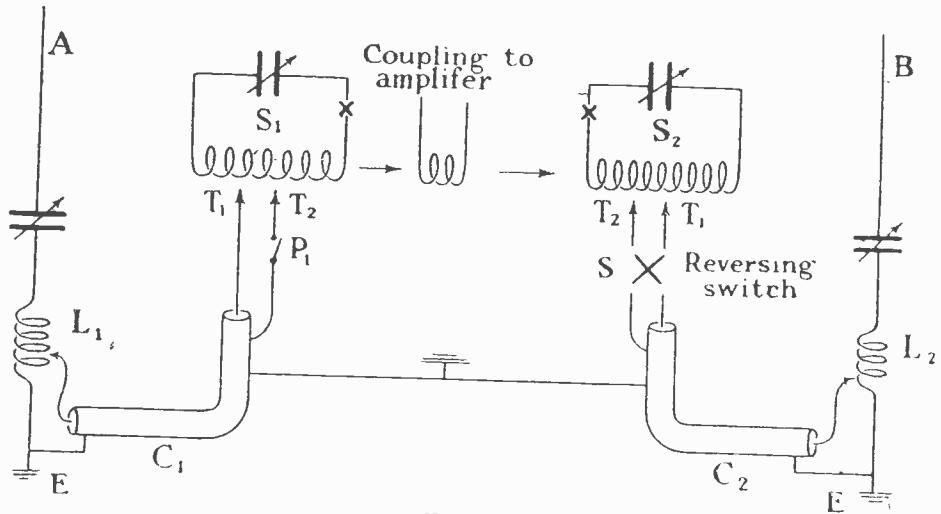 A
Coupling to
amplifer
B
S₁
S₂
T₁ T₂
T₂ T₁
P₁
S
Reversing
switch
L₁
L₂
C₁
C₂
E
E